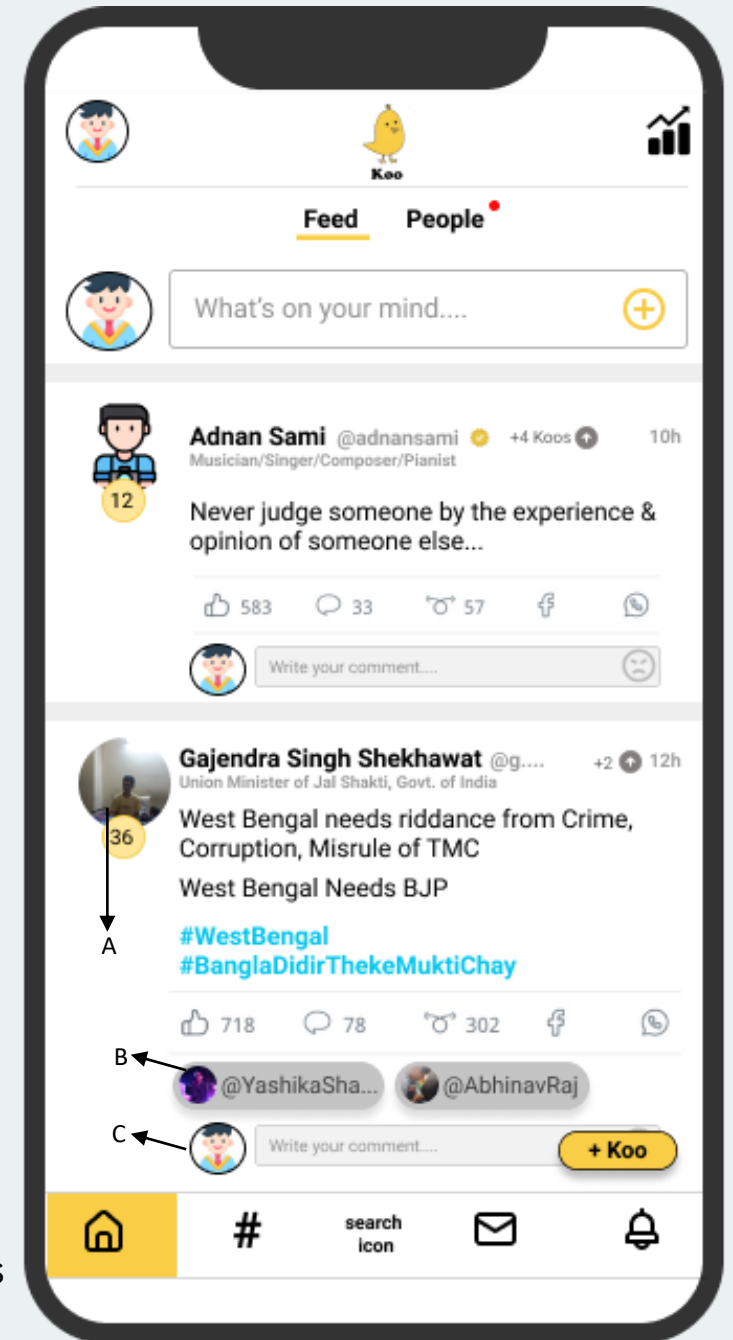 Koo
Feed People
What's on your mind....
Adnan Sami @adnansami +4 Koos 10h
Musician/Singer/Composer/Pianist
12
Never judge someone by the experience &
opinion of someone else...
583 33 57
Write your comment....
Gajendra Singh Shekhawat @g.... +2 12h
Union Minister of Jal Shakti, Govt. of India
West Bengal needs riddance from Crime,
36
Corruption, Misrule of TMC
West Bengal Needs BJP
A
#WestBengal
#BanglaDidirThekeMuktiChay
718 78 302
B
@YashikaSha... @AbhinavRaj
C
Write your comment....
+ Koo
#
search
icon
s